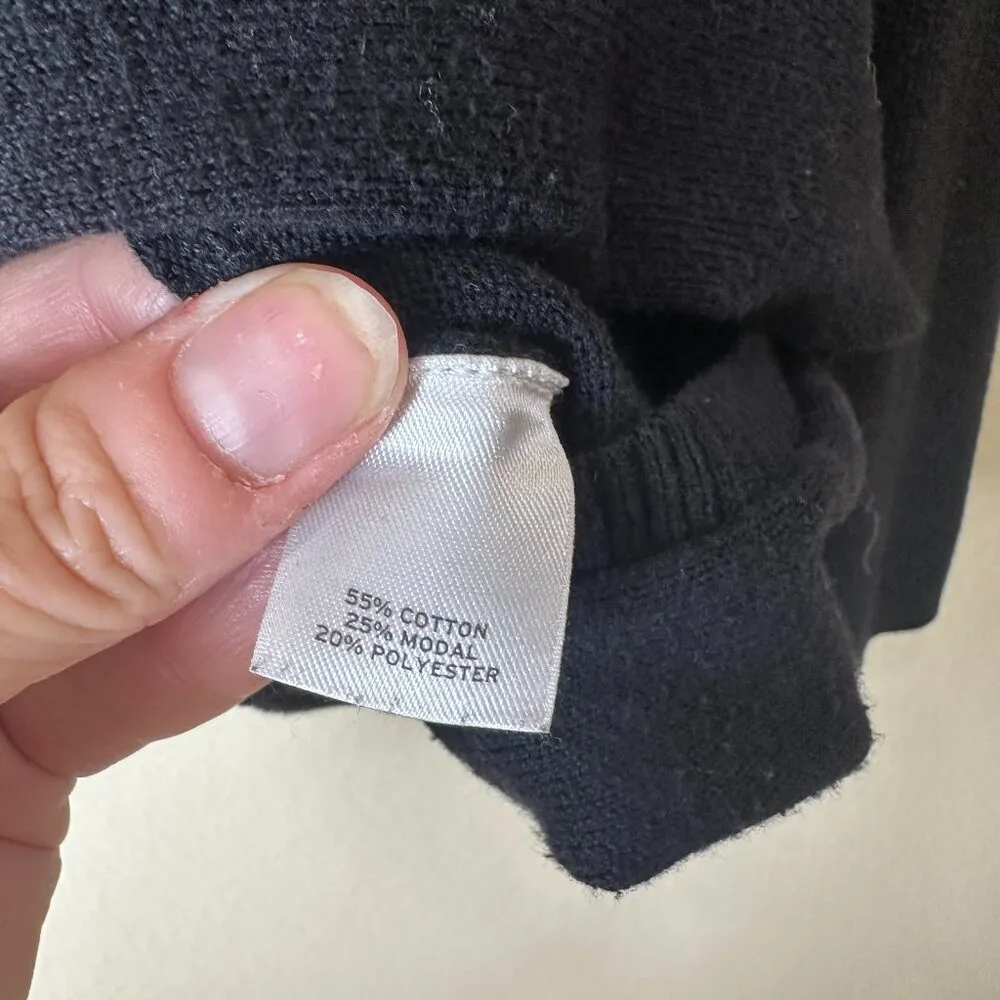 55% COTTON
25% MODAL
20% POLYESTER